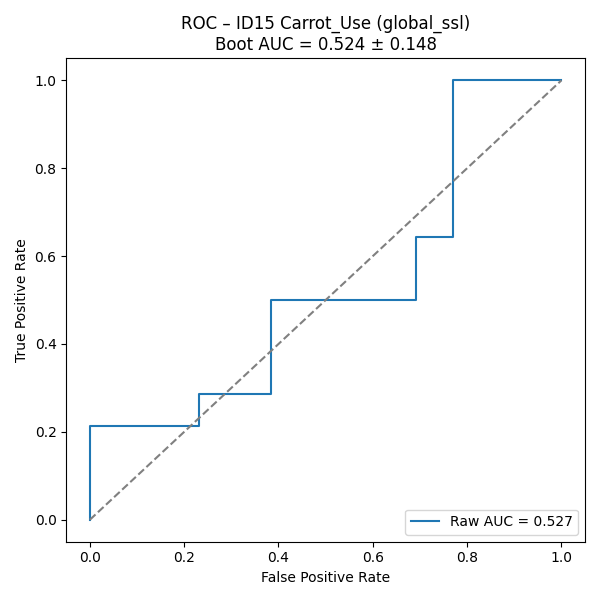 ROC – ID15 Carrot_Use (global_ssl)
Boot AUC = 0.524 ± 0.148
1.0
0.8
0.6
0.4
0.2
0.0
True Positive Rate
0.0 0.2 0.4 0.6 0.8 1.0
False Positive Rate
Raw AUC = 0.527